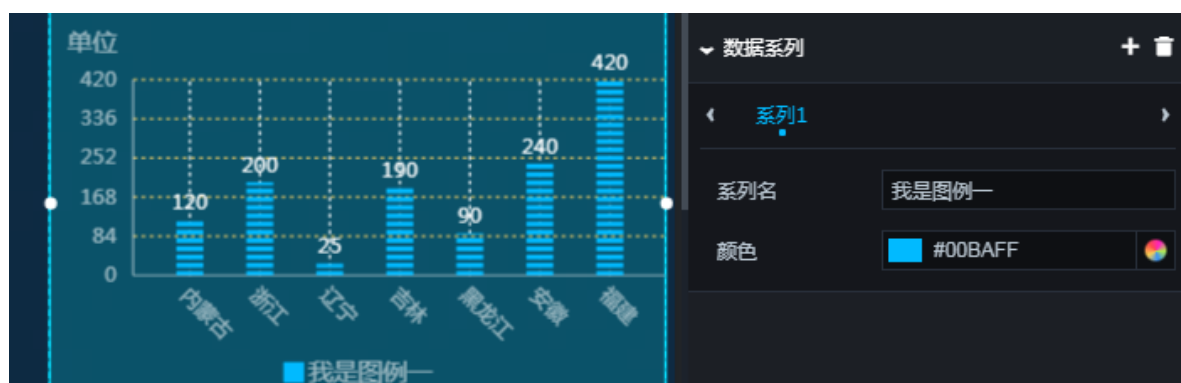 单位
420
336
252
168
84
0
120
200
25
190
90
240
420
内蒙古
浙江
辽宁
吉林
黑龙江
安徽
福建
我是图例一
数据系列
系列1
系列名
我是图例一
颜色
#00BAFF